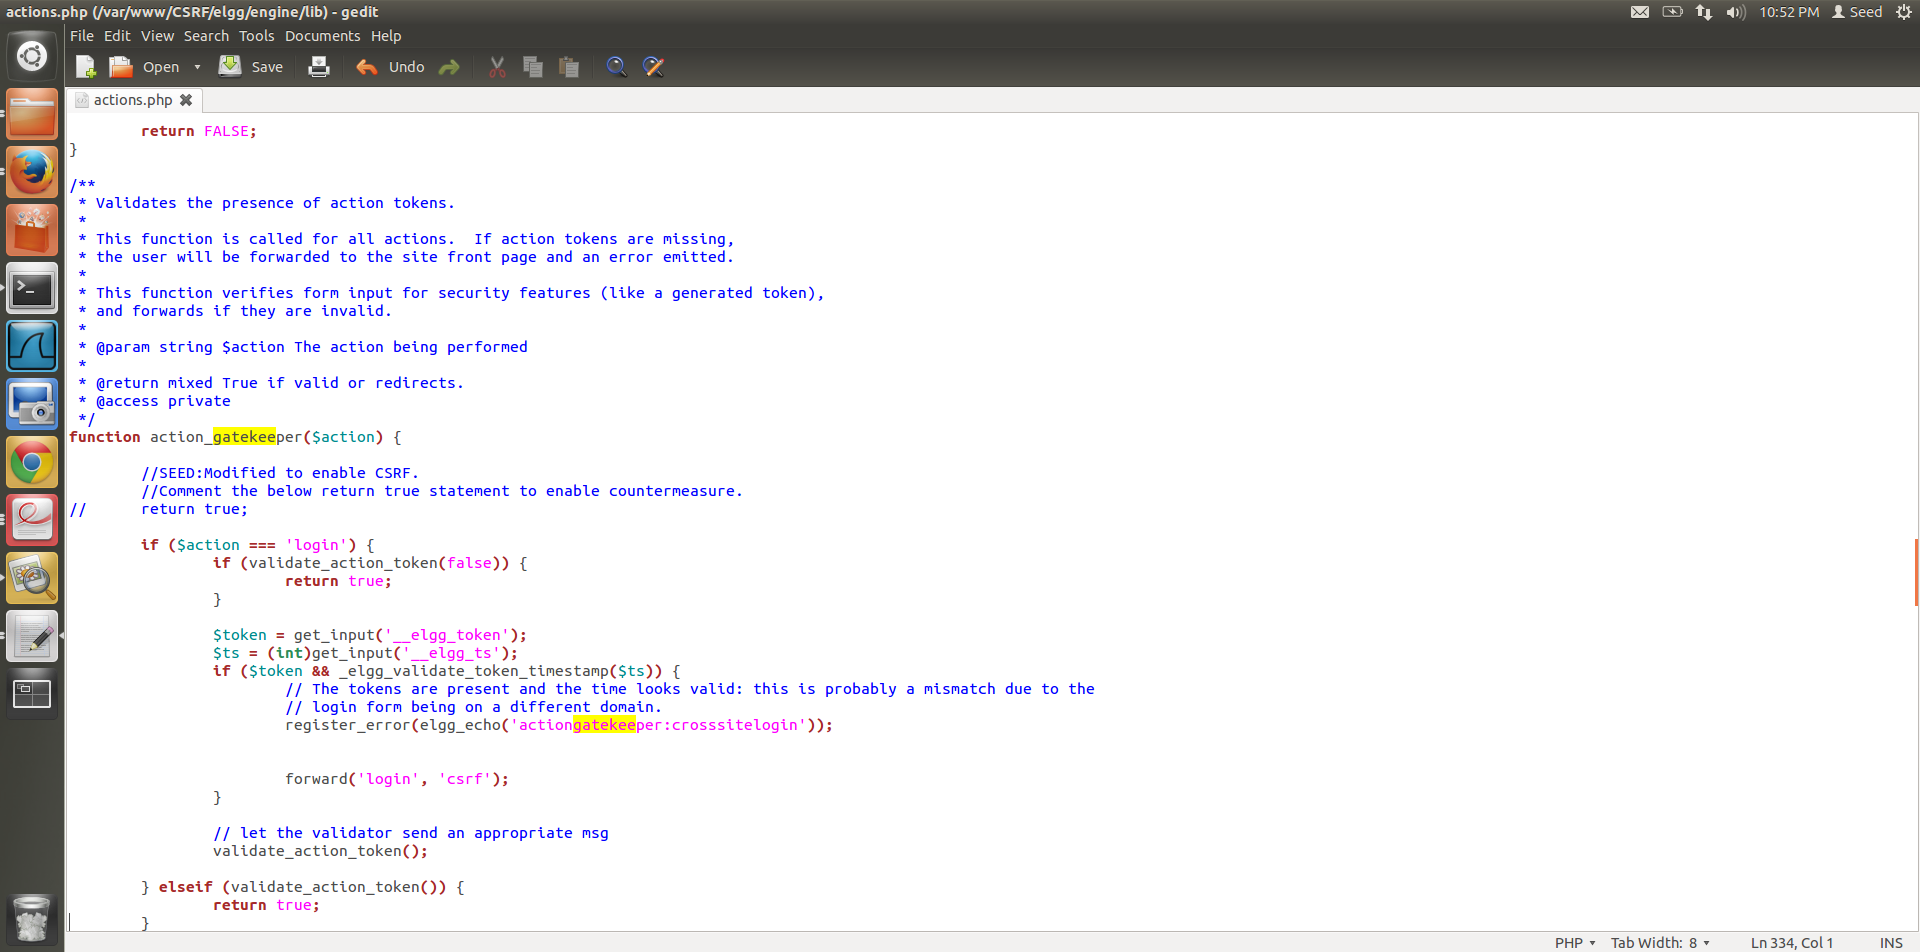 actions.php (/var/www/CSRF/elgg/engine/lib) - gedit
10:52 PM Seed
File Edit View Search Tools Documents Help
Open Save Undo
actions.php
return FALSE;
}
/**
* Validates the presence of action tokens.
*
* This function is called for all actions.  If action tokens are missing,
* the user will be forwarded to the site front page and an error emitted.
*
* This function verifies form input for security features (like a generated token),
* and forwards if they are invalid.
*
* @param string $action The action being performed
*
* @return mixed True if valid or redirects.
* @access private
*/
function action_gatekeeper($action) {
//SEED:Modified to enable CSRF.
//Comment the below return true statement to enable countermeasure.
// return true;
if ($action === 'login') {
if (validate_action_token(false)) {
return true;
}
$token = get_input('__elgg_token');
$ts = (int)get_input('__elgg_ts');
if ($token && _elgg_validate_token_timestamp($ts)) {
// The tokens are present and the time looks valid: this is probably a mismatch due to the
// login form being on a different domain.
register_error(elgg_echo('actiongatekeeper:crosssitelogin'));
forward('login', 'csrf');
}
// let the validator send an appropriate msg
validate_action_token();
} elseif (validate_action_token()) {
return true;
}
PHP Tab Width: 8 Ln 334, Col 1 INS